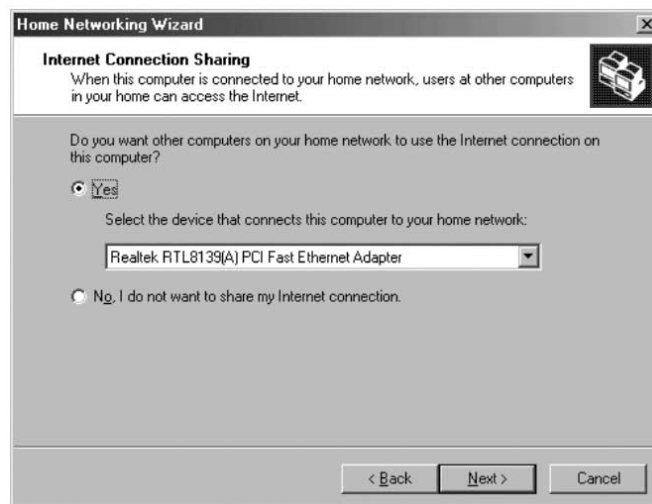 Home Networking Wizard
Internet Connection Sharing
When this computer is connected to your home network, users at other computers
in your home can access the Internet.
Do you want other computers on your home network to use the Internet connection on
this computer?
Yes
Select the device that connects this computer to your home network:
Realtek RTL8139(A) PCI Fast Ethernet Adapter
No, I do not want to share my Internet connection.
< Back Next > Cancel